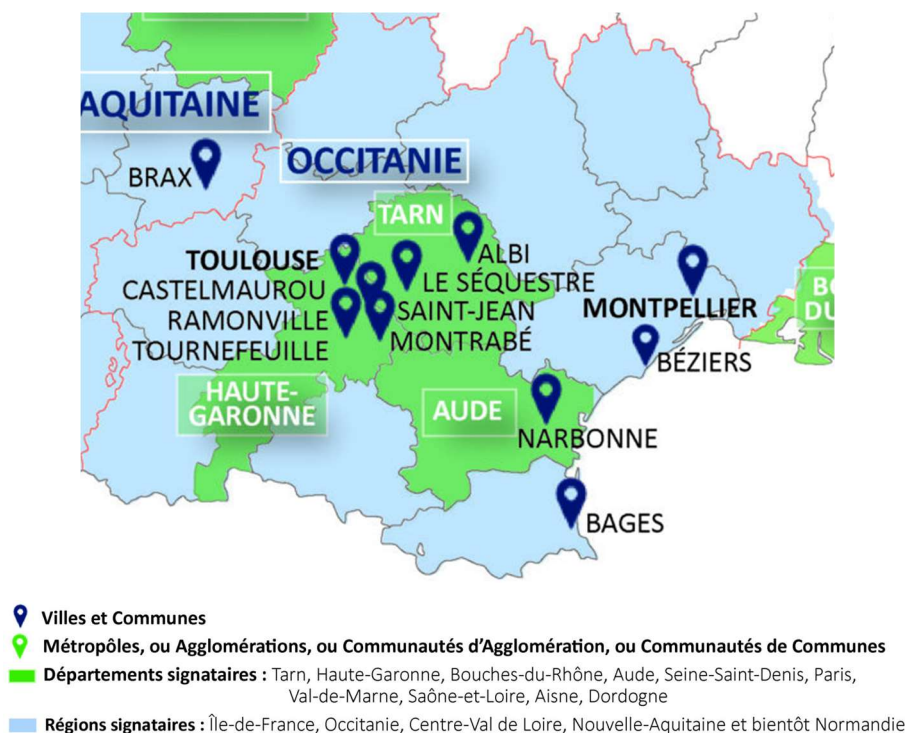 AQUITAINE
BRAX
OCCITANIE
TARN
TOULOUSE
ALBI
CASTELMAUROU
LE SÉQUESTRE
RAMONVILLE
SAINT-JEAN
TOURNEFEUILLE
MONTRABÉ
MONTPELLIER
BÉZIERS
BO
DU
HAUTE-
GARONNE
AUDE
NARBONNE
BAGES
Villes et Communes
Métropôles, ou Agglomérations, ou Communautés d'Agglomération, ou Communautés de Communes
Départements signataires : Tarn, Haute-Garonne, Bouches-du-Rhône, Aude, Seine-Saint-Denis, Paris,
Val-de-Marne, Saône-et-Loire, Aisne, Dordogne
Régions signataires : Île-de-France, Occitanie, Centre-Val de Loire, Nouvelle-Aquitaine et bientôt Normandie